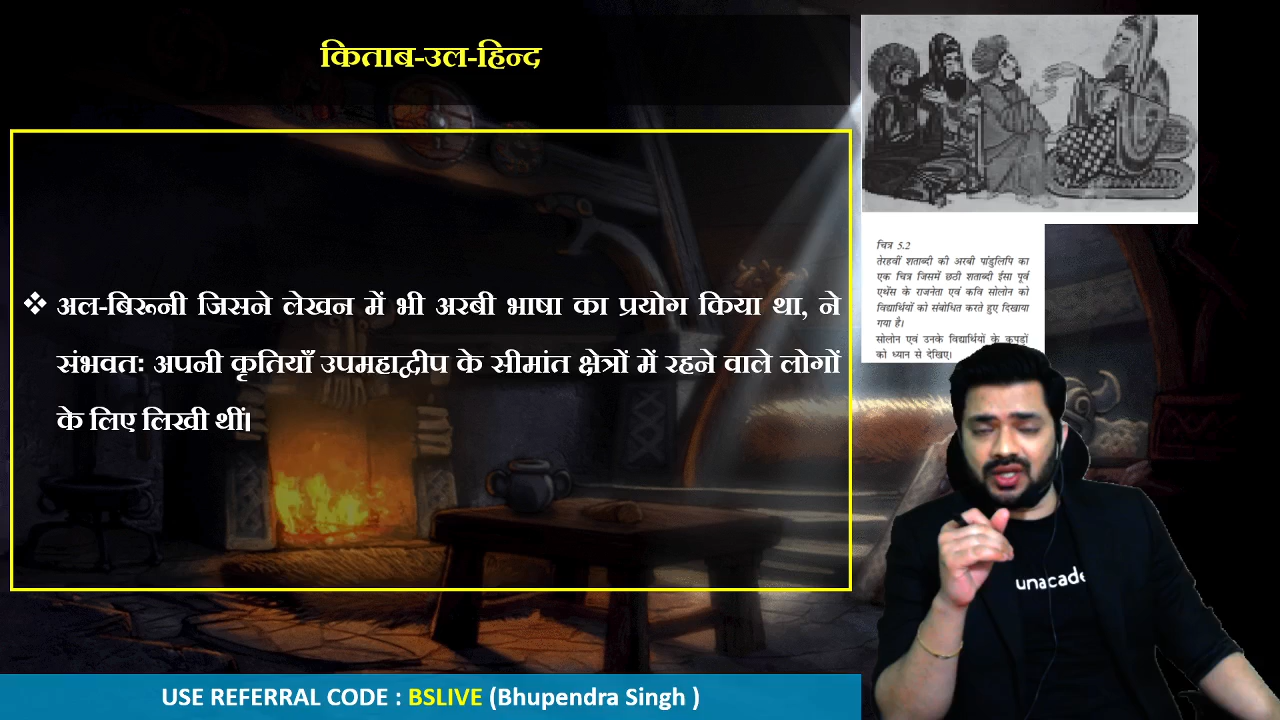 किताब-उल-हिन्द
❖ अल-बिरूनी जिसने लेखन में भी अरबी भाषा का प्रयोग किया था, ने
संभवतः अपनी कृतियाँ उपमहाद्वीप के सीमांत क्षेत्रों में रहने वाले लोगों
के लिए लिखी थीं।
चित्र 5.2
तेरहवीं शताब्दी की अरबी पांडुलिपि का
एक चित्र जिसमें छठी शताब्दी ईसा पूर्व
एथेंस के राजनेता एवं कवि सोलोन को
विद्यार्थियों को संबोधित करते हुए दिखाया
गया है।
सोलोन एवं उनके विद्यार्थियों के कपड़ों
को ध्यान से देखिए।
unacade
USE REFERRAL CODE : BSLIVE (Bhupendra Singh )